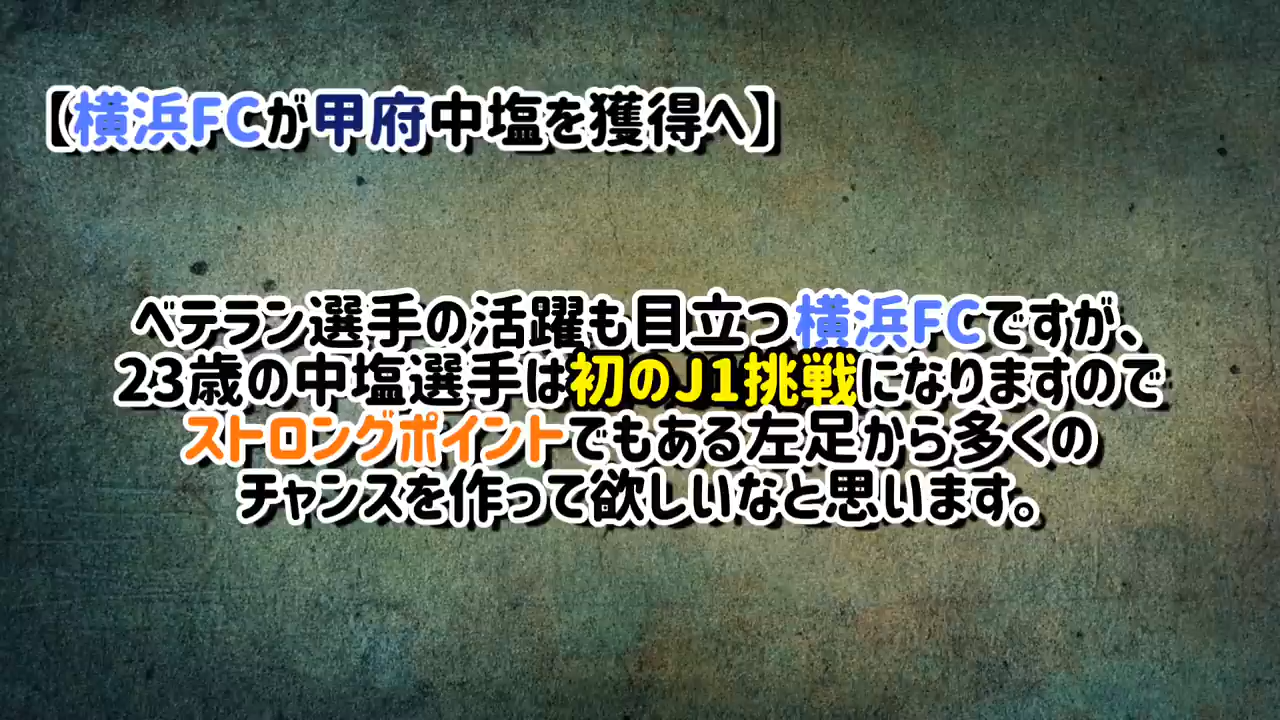 【横浜FCが甲府中塩を獲得へ】
ベテラン選手の活躍も目立つ横浜FCですが、
23歳の中塩選手は初のJ1挑戦になりますので
ストロングポイントでもある左足から多くの
チャンスを作って欲しいなと思います。